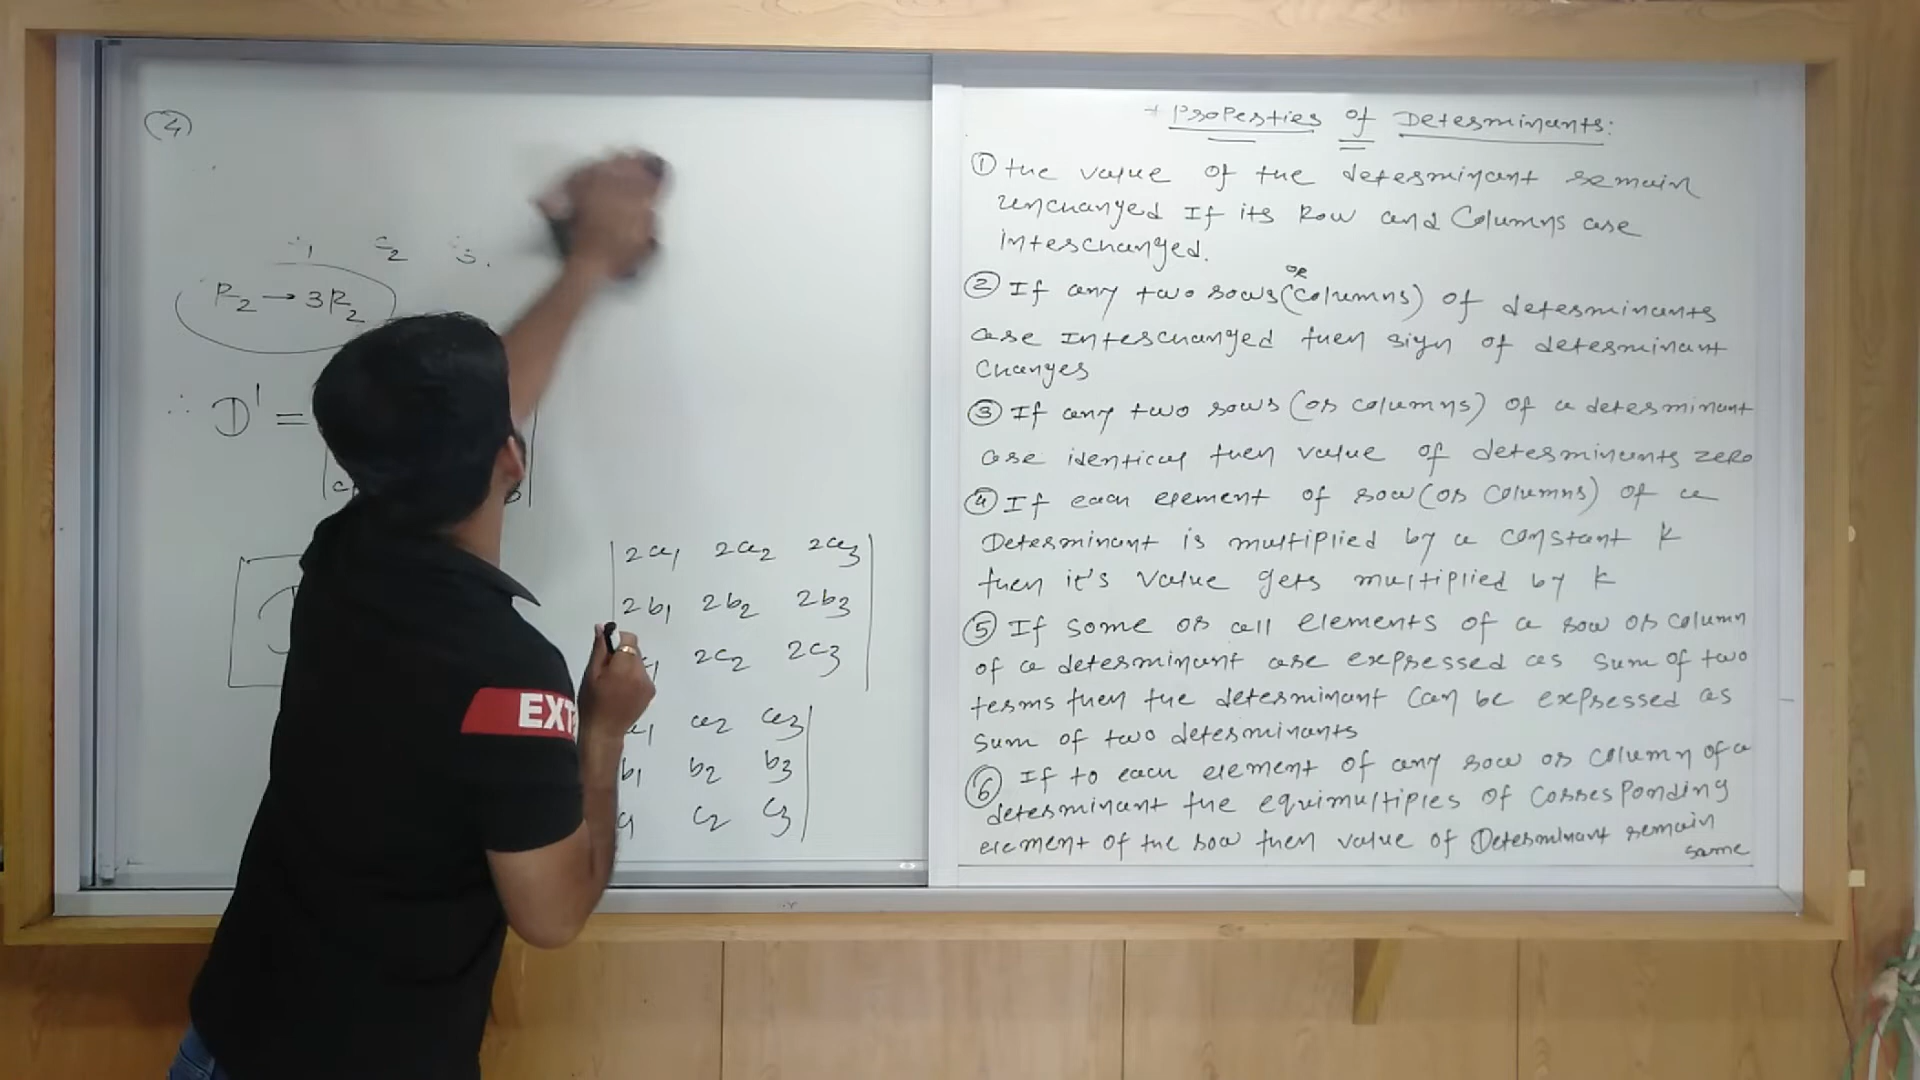 4
c2
R2 → 3R2
∴ D' =
2a1 2a2 2a3
2b1 2b2 2b3
2c2 2c3
a1 a2 a3
b1 b2 b3
c1 c2 c3
EXT
Properties of Determinants:
① the value of the determinant remain
unchanged If its Row and Columns are
interchanged.
or
② If any two rows (columns) of determinants
are Interchanged then sign of determinant
changes
③ If any two rows (or columns) of a determinant
are identical then value of determinants zero
④ If each element of row (or columns) of a
Determinant is multiplied by a constant k
then it's value gets multiplied by k
⑤ If some or all elements of a row or column
of a determinant are expressed as sum of two
terms then the determinant can be expressed as
sum of two determinants
⑥ If to each element of any row or column of a
determinant the equimultiples of corresponding
element of the row then value of Determinant remain
same